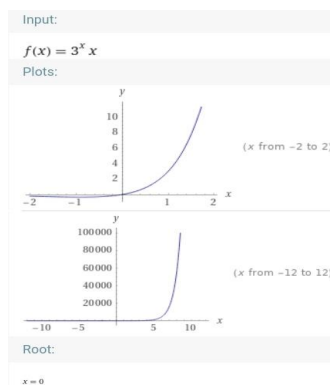 Input:
f(x) = 3^x x
Plots:
y
10
8
6
4
2
-2 -1 1 2 x
(x from -2 to 2)
y
100000
80000
60000
40000
20000
-10 -5 5 10 x
(x from -12 to 12)
Root:
x = 0